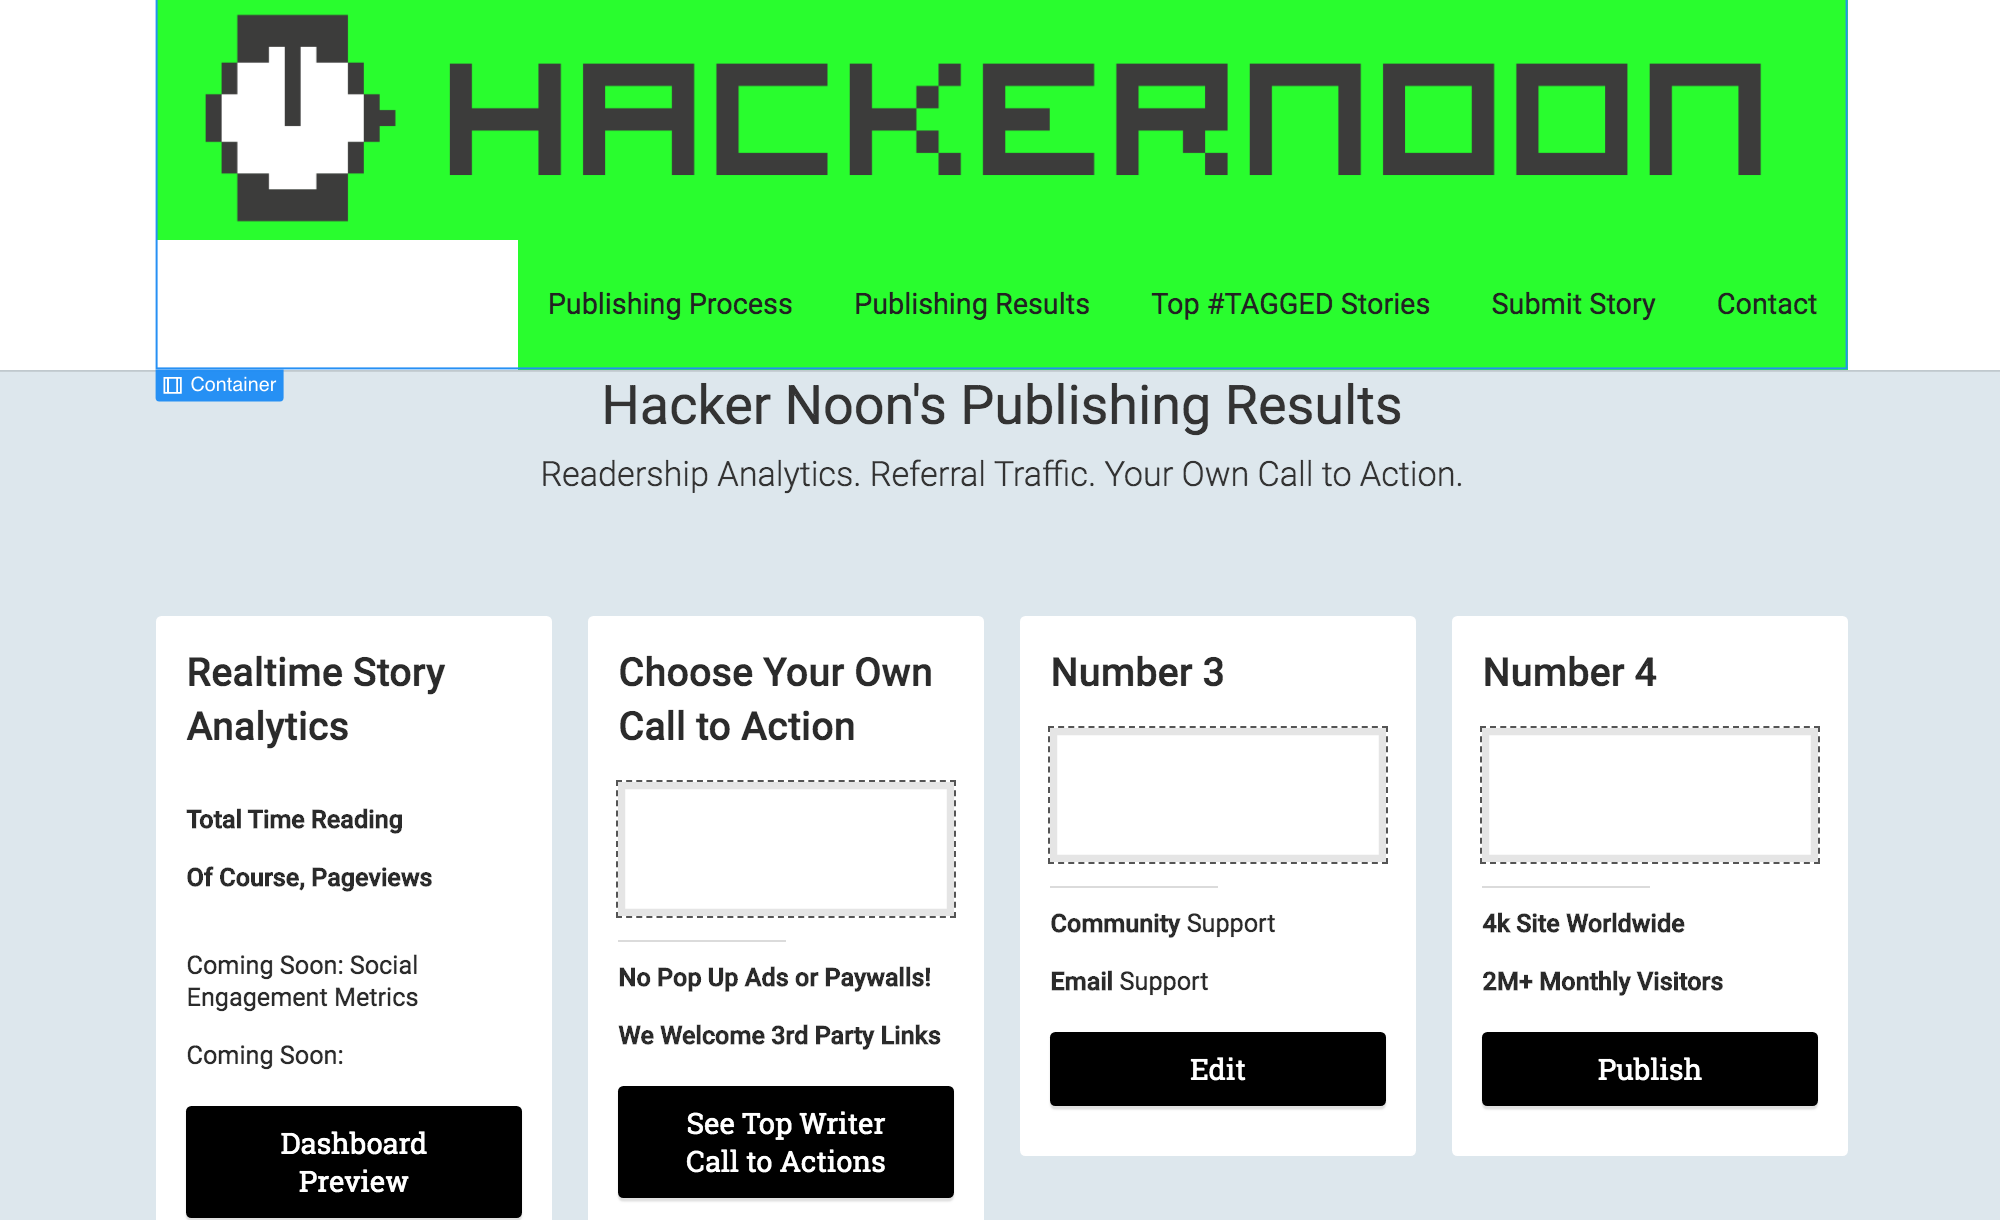 HACKERNOON
Publishing Process Publishing Results Top #TAGGED Stories Submit Story Contact
Container
Hacker Noon's Publishing Results
Readership Analytics. Referral Traffic. Your Own Call to Action.
Realtime Story
Analytics
Total Time Reading
Of Course, Pageviews
Coming Soon: Social
Engagement Metrics
Coming Soon:
Dashboard
Preview
Choose Your Own
Call to Action
No Pop Up Ads or Paywalls!
We Welcome 3rd Party Links
See Top Writer
Call to Actions
Number 3
Community Support
Email Support
Edit
Number 4
4k Site Worldwide
2M+ Monthly Visitors
Publish